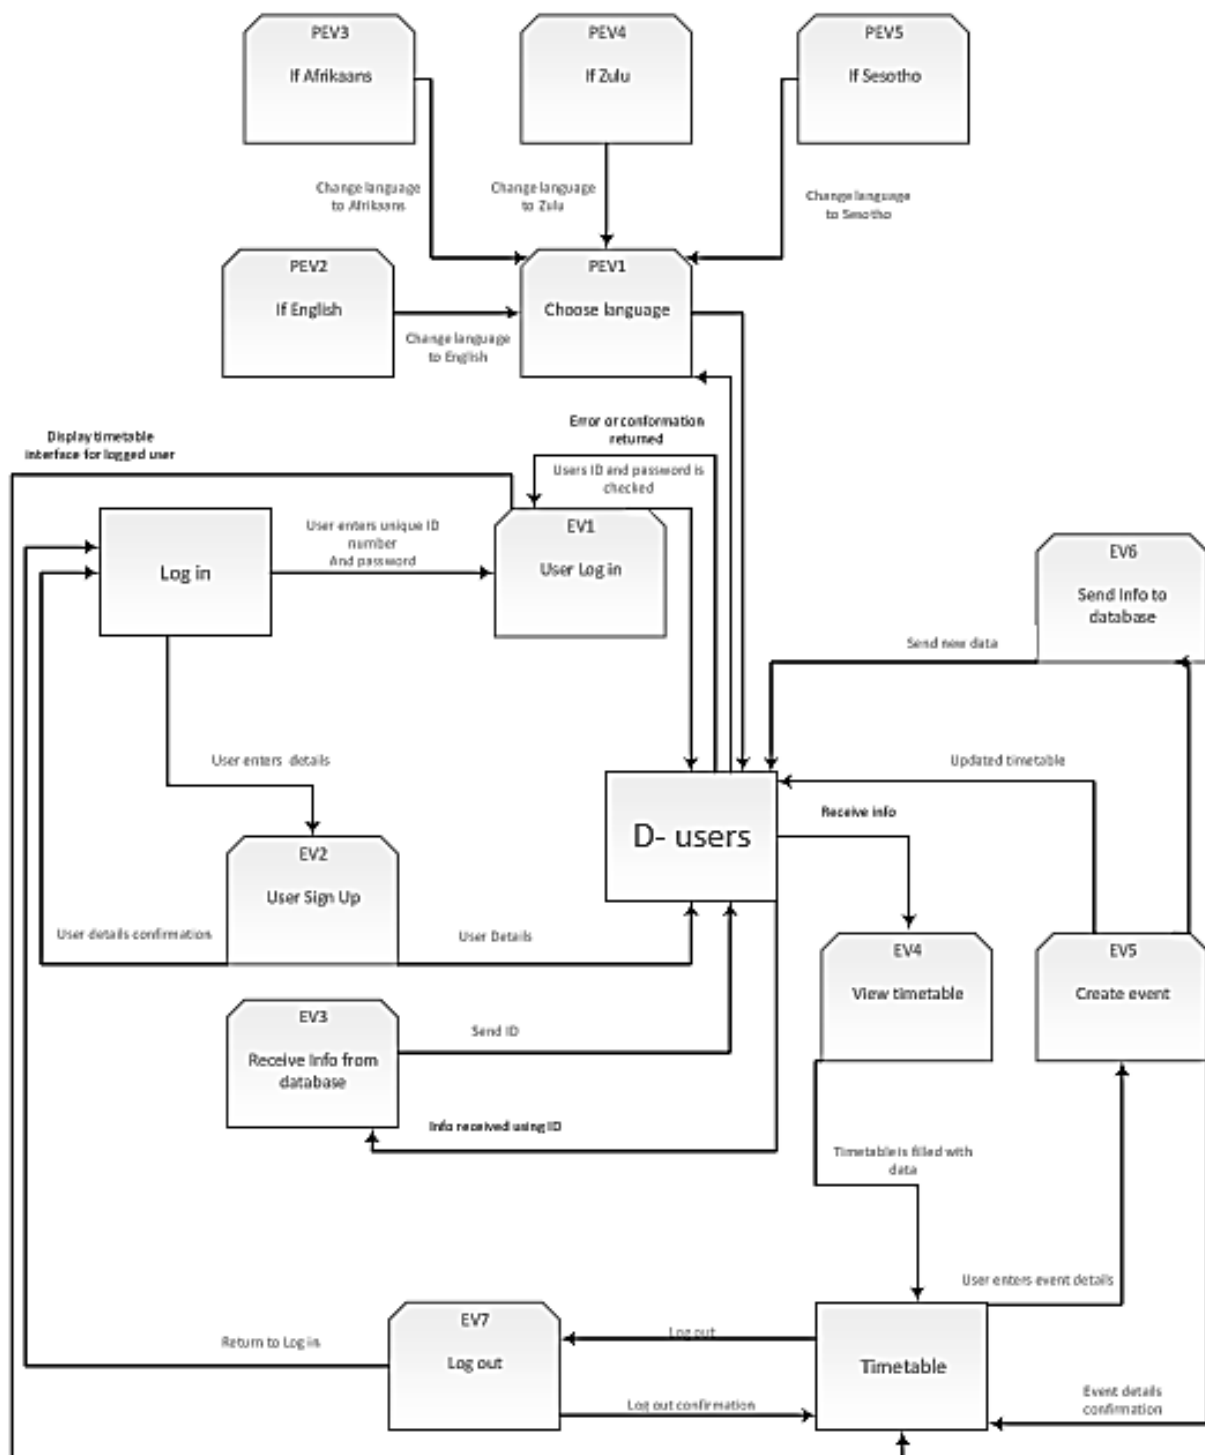 PEV3
If Afrikaans
PEV4
If Zulu
PEV5
If Sesotho
Change language
to Afrikaans
Change language
to Zulu
Change language
to Sesotho
PEV2
If English
PEV1
Choose language
Change language
to English
Display timetable
interface for logged user
Error or conformation
returned
Users ID and password is
checked
Log in
User enters unique ID
number
And password
EV1
User Log in
EV6
Send Info to
database
Send new data
User enters details
Updated timetable
D- users
Receive info
EV2
User Sign Up
User details confirmation
User Details
EV4
View timetable
EV5
Create event
EV3
Receive Info from
database
Send ID
Info received using ID
Timetable is filled with
data
User enters event details
EV7
Log out
Return to Log in
Log out
Timetable
Log out confirmation
Event details
confirmation